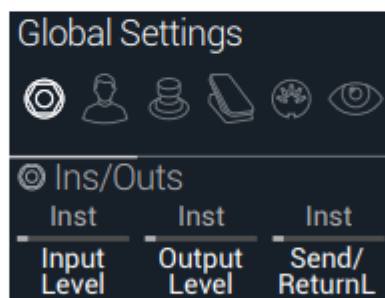 Global Settings
Ins/Outs
Inst Inst Inst
Input Output Send/
Level Level ReturnL